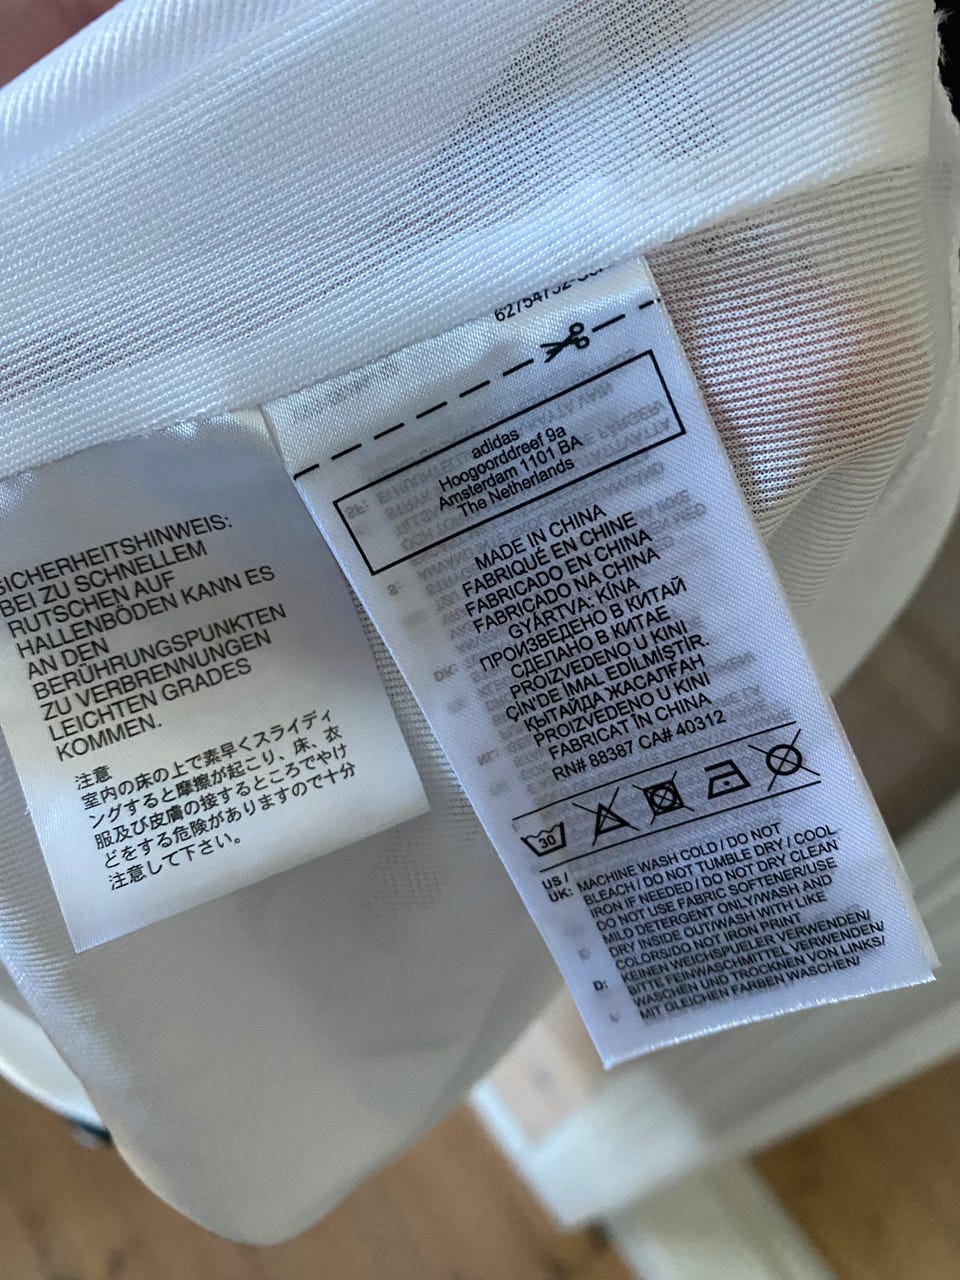 SICHERHEITSHINWEIS:
BEI ZU SCHNELLEM
RUTSCHEN AUF
HALLENBÖDEN KANN ES
AN DEN
BERÜHRUNGSPUNKTEN
ZU VERBRENNUNGEN
LEICHTEN GRADES
KOMMEN.
注意
室内の床の上で素早くスライディ
ングすると摩擦が起こり、床、衣
服及び皮膚の接するところでやけ
どをする危険がありますので十分
注意して下さい。
adidas
Hoogoorddreef 9a
Amsterdam 1101 BA
The Netherlands
MADE IN CHINA
FABRIQUÉ EN CHINE
FABRICADO EN CHINA
FABRICADO NA CHINA
GYÁRTVA: KÍNA
ПРОИЗВЕДЕНО В КИТАЙ
СДЕЛАНО В КИТАЕ
PROIZVEDENO U KINI
ÇİN'DE İMAL EDİLMİŞTİR.
ҚЫТАЙДА ЖАСАЛҒАН
PROIZVEDENO U KINI
FABRICAT ÎN CHINA
RN# 88387 CA# 40312
30
US / UK: MACHINE WASH COLD / DO NOT
BLEACH / DO NOT TUMBLE DRY / COOL
IRON IF NEEDED / DO NOT DRY CLEAN
DO NOT USE FABRIC SOFTENER/USE
MILD DETERGENT ONLY/WASH AND
DRY INSIDE OUT/WASH WITH LIKE
COLORS/DO NOT IRON PRINT
D: KEINEN WEICHSPUELER VERWENDEN/
BITTE FEINWASCHMITTEL VERWENDEN/
WASCHEN UND TROCKNEN VON LINKS/
MIT GLEICHEN FARBEN WASCHEN/